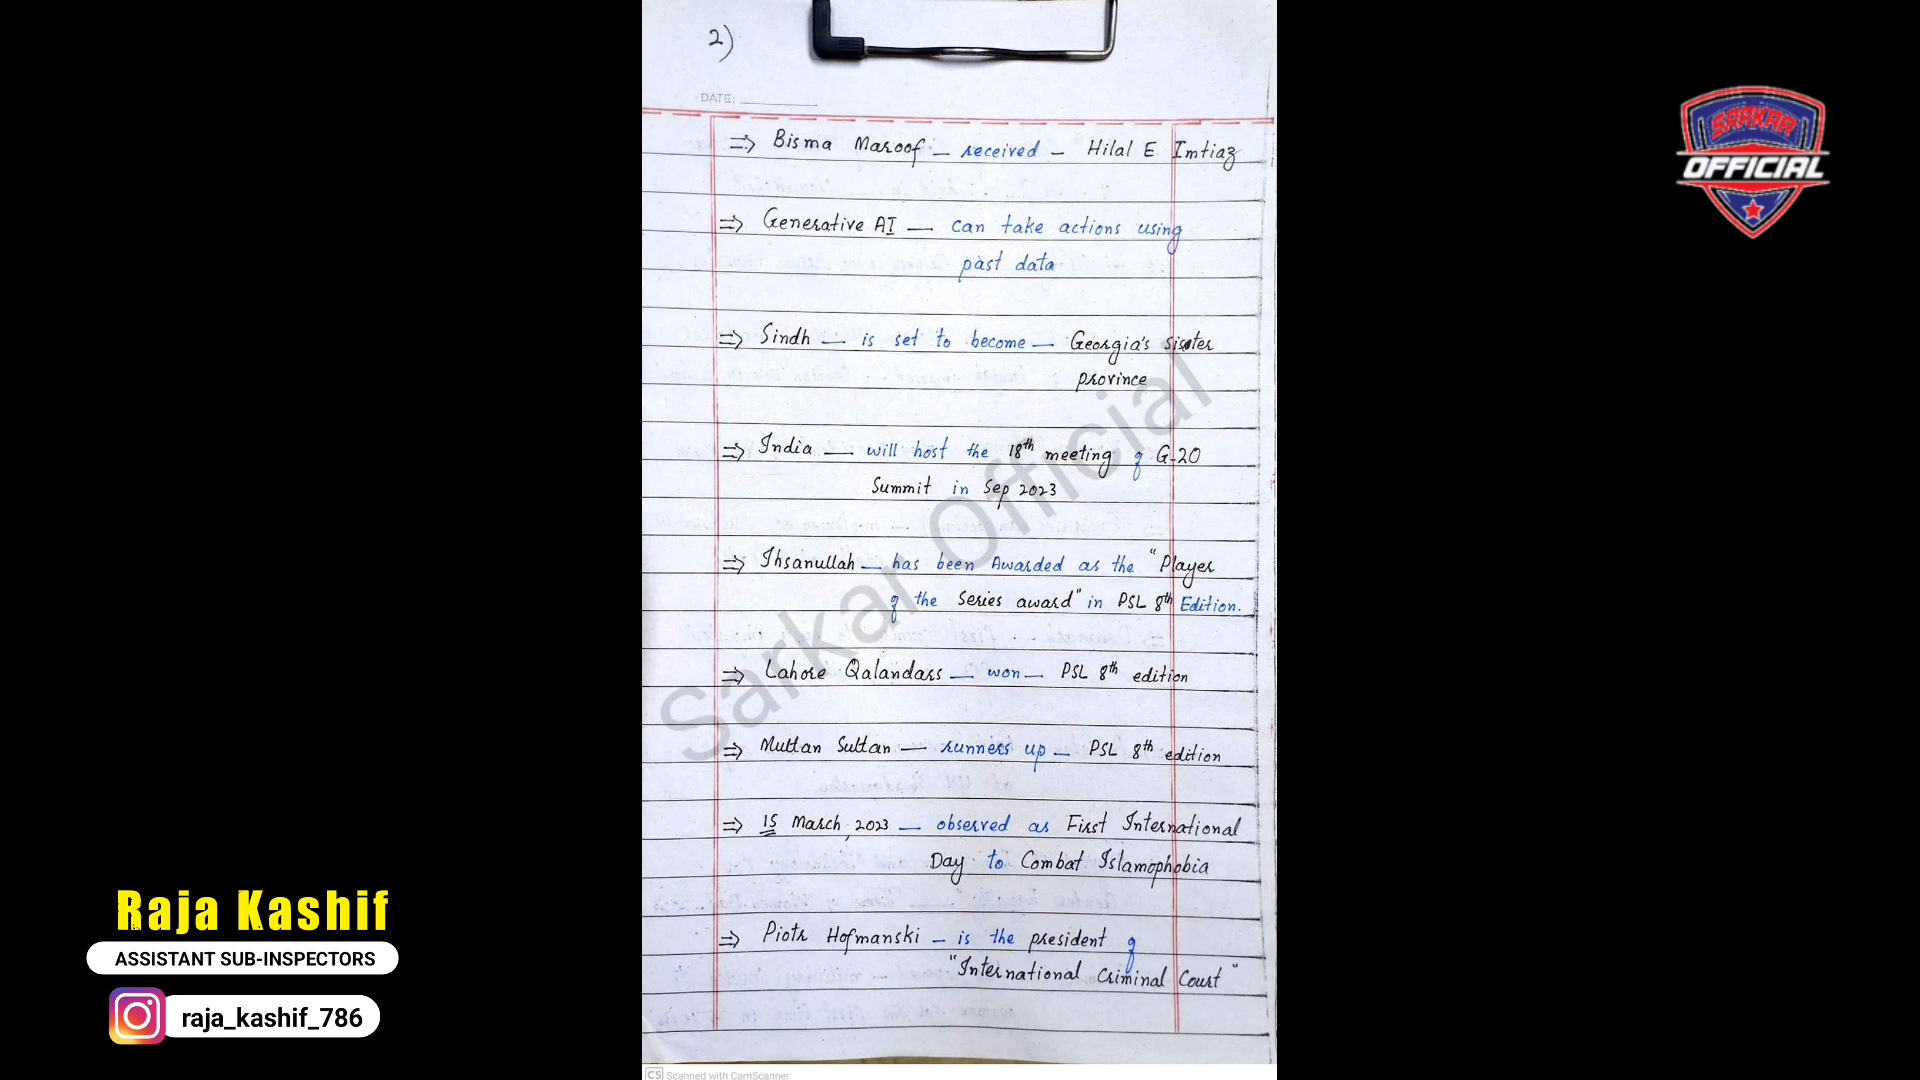 2)
DATE:
⇒ Bisma Maroof — received — Hilal E Imtiaz
⇒ Generative AI — can take actions using
past data
⇒ Sindh — is set to become — Georgia's sister
province
⇒ India — will host the 18th meeting of G-20
Summit in Sep 2023
⇒ Ihsanullah — has been Awarded as the "Player
of the Series award" in PSL 8th Edition.
⇒ Lahore Qalandars — won — PSL 8th edition
⇒ Multan Sultan — runners up — PSL 8th edition
⇒ 15 March, 2023 — observed as First International
Day to Combat Islamophobia
⇒ Piotr Hofmanski — is the president of
"International Criminal Court"
Sarkar Official
CS Scanned with CamScanner
SARKAR
OFFICIAL
Raja Kashif
ASSISTANT SUB-INSPECTORS
raja_kashif_786